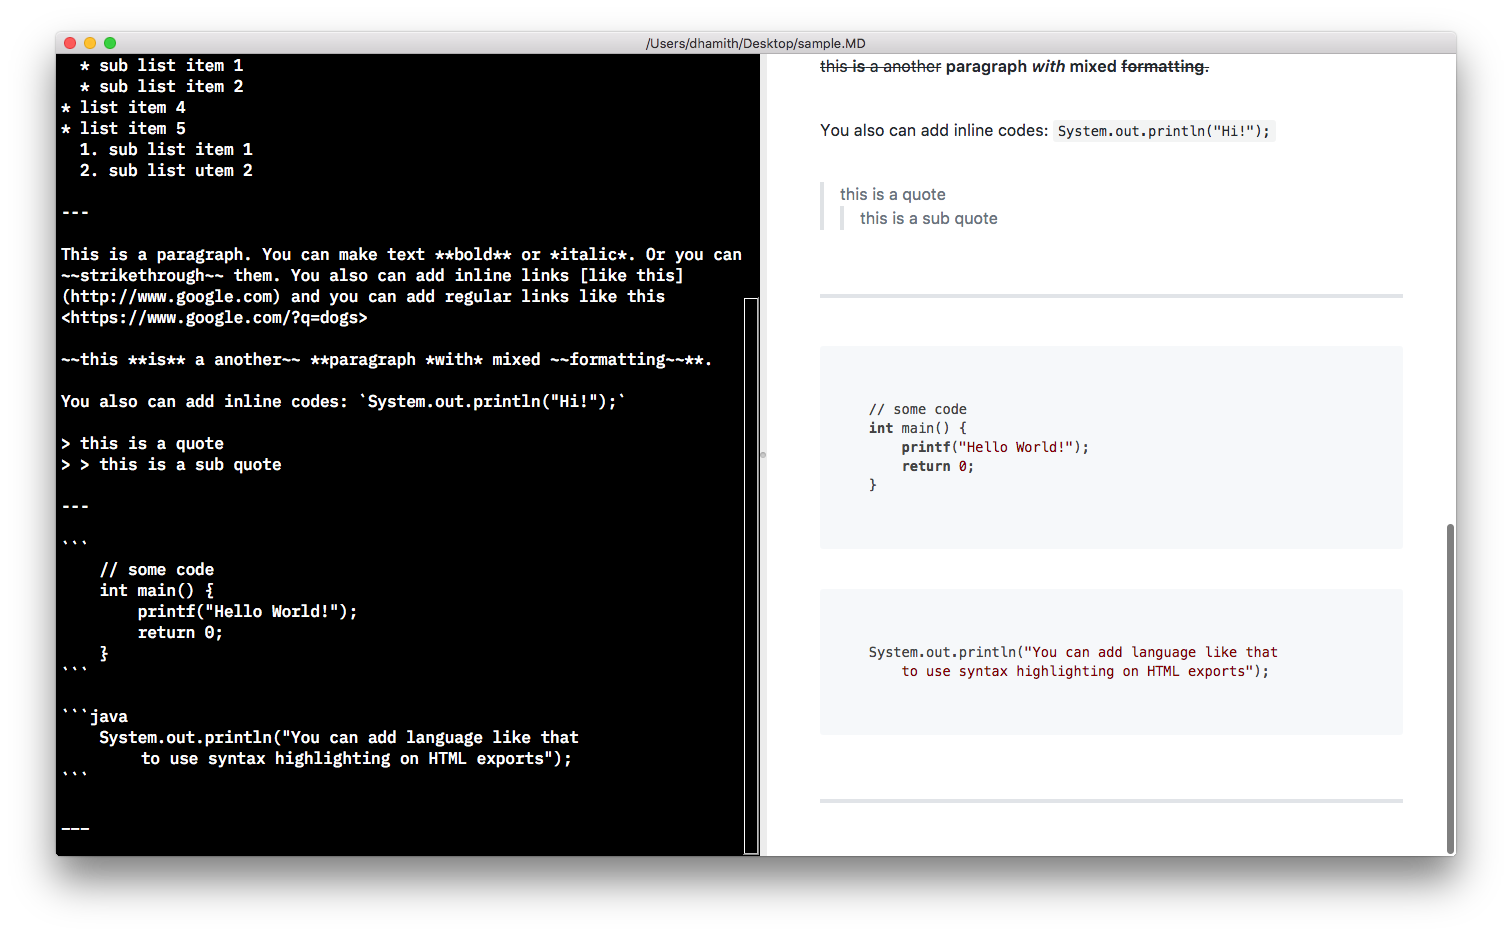 /Users/dhamith/Desktop/sample.MD
* sub list item 1
* sub list item 2
* list item 4
* list item 5
1. sub list item 1
2. sub list utem 2
---
This is a paragraph. You can make text **bold** or *italic*. Or you can
~~strikethrough~~ them. You also can add inline links [like this]
(http://www.google.com) and you can add regular links like this
<https://www.google.com/?q=dogs>
~~this **is** a another~~ **paragraph *with* mixed ~~formatting~~**.
You also can add inline codes: `System.out.println("Hi!");`
> this is a quote
> > this is a sub quote
---
```
// some code
int main() {
printf("Hello World!");
return 0;
}
```
```java
System.out.println("You can add language like that
to use syntax highlighting on HTML exports");
```
---
this is a another paragraph with mixed formatting.
You also can add inline codes: System.out.println("Hi!");
this is a quote
this is a sub quote
// some code
int main() {
printf("Hello World!");
return 0;
}
System.out.println("You can add language like that
to use syntax highlighting on HTML exports");